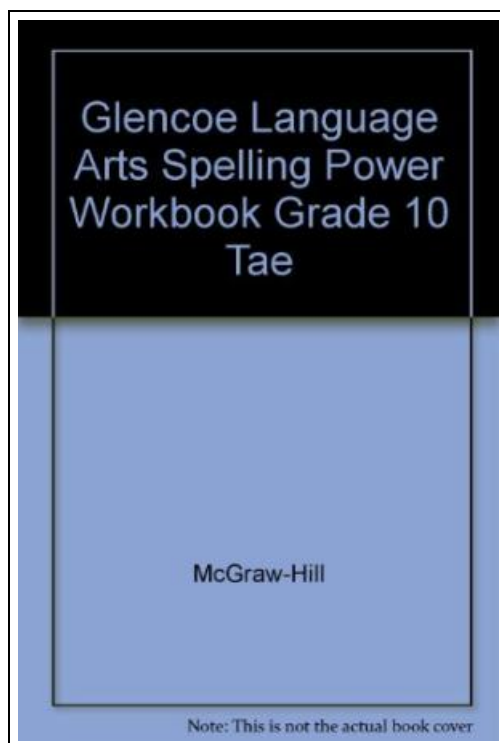 Glencoe Language
Arts Spelling Power
Workbook Grade 10
Tae
McGraw-Hill
Note: This is not the actual book cover